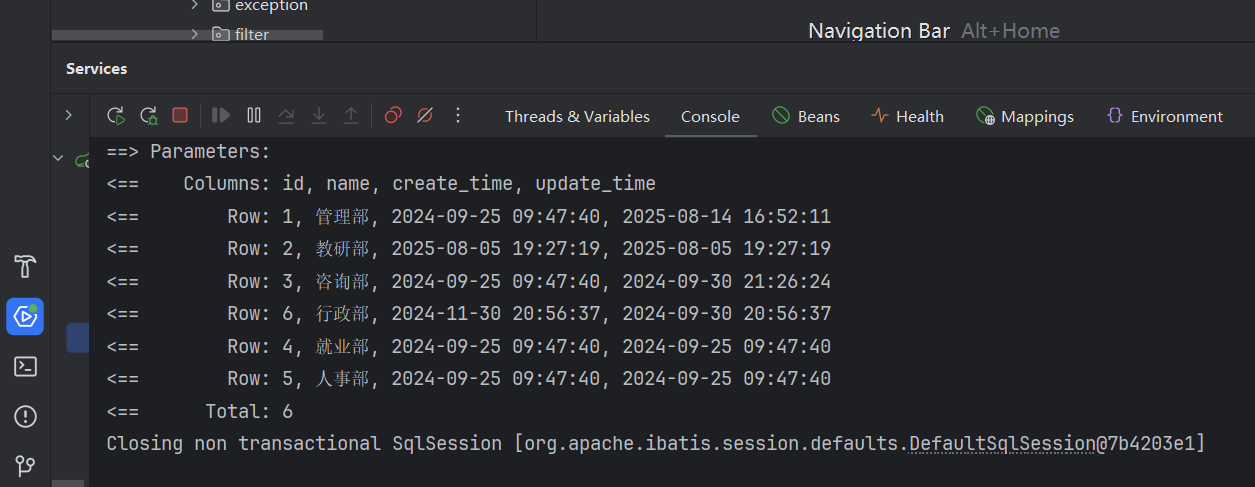 exception
filter
Navigation Bar Alt+Home
Services
Threads & Variables Console Beans Health Mappings Environment
==> Parameters:
<== Columns: id, name, create_time, update_time
<== Row: 1, 管理部, 2024-09-25 09:47:40, 2025-08-14 16:52:11
<== Row: 2, 教研部, 2025-08-05 19:27:19, 2025-08-05 19:27:19
<== Row: 3, 咨询部, 2024-09-25 09:47:40, 2024-09-30 21:26:24
<== Row: 6, 行政部, 2024-11-30 20:56:37, 2024-09-30 20:56:37
<== Row: 4, 就业部, 2024-09-25 09:47:40, 2024-09-25 09:47:40
<== Row: 5, 人事部, 2024-09-25 09:47:40, 2024-09-25 09:47:40
<== Total: 6
Closing non transactional SqlSession [org.apache.ibatis.session.defaults.DefaultSqlSession@7b4203e1]